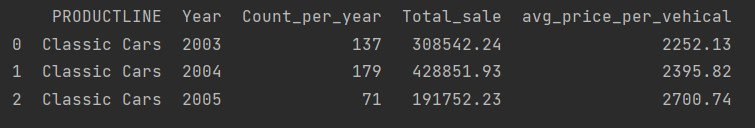 PRODUCTLINE Year Count_per_year Total_sale avg_price_per_vehical
0 Classic Cars 2003 137 308542.24 2252.13
1 Classic Cars 2004 179 428851.93 2395.82
2 Classic Cars 2005 71 191752.23 2700.74